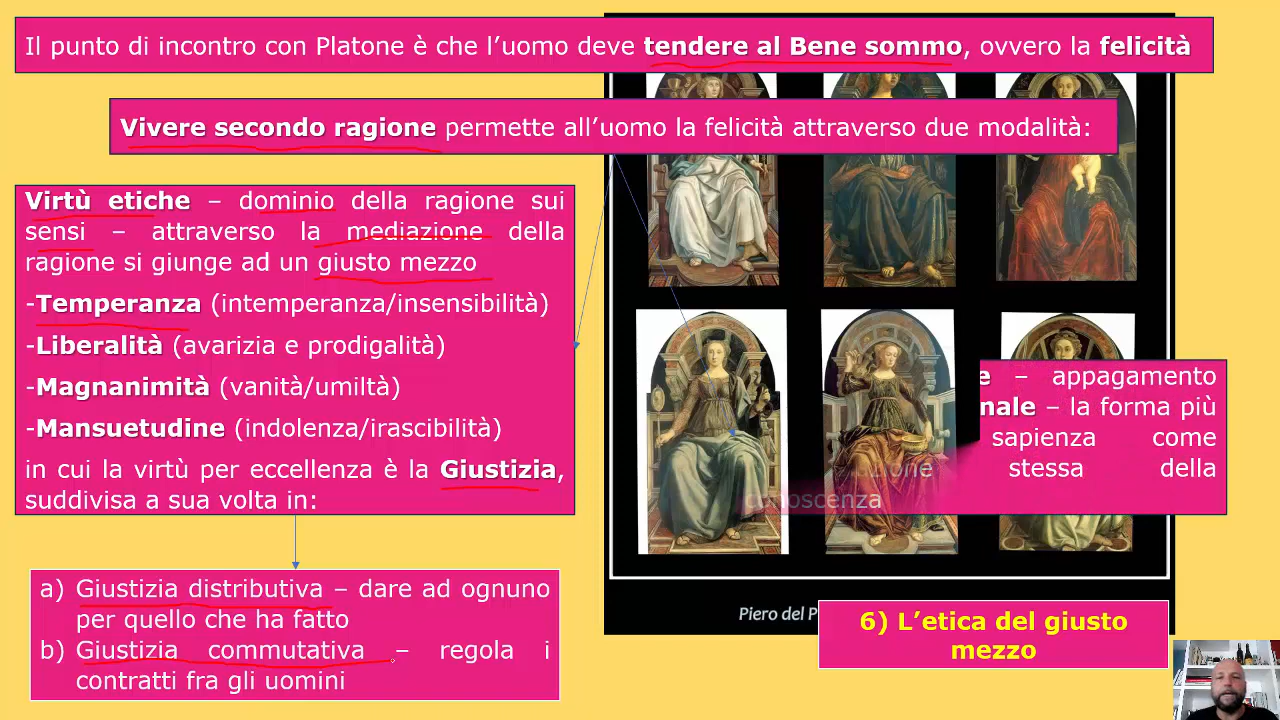 Il punto di incontro con Platone è che l’uomo deve tendere al Bene sommo, ovvero la felicità
Vivere secondo ragione permette all’uomo la felicità attraverso due modalità:
Virtù etiche – dominio della ragione sui
sensi – attraverso la mediazione della
ragione si giunge ad un giusto mezzo
-Temperanza (intemperanza/insensibilità)
-Liberalità (avarizia e prodigalità)
-Magnanimità (vanità/umiltà)
-Mansuetudine (indolenza/irascibilità)
in cui la virtù per eccellenza è la Giustizia,
suddivisa a sua volta in:
a) Giustizia distributiva – dare ad ognuno
per quello che ha fatto
b) Giustizia commutativa – regola i
contratti fra gli uomini
– appagamento
– la forma più
sapienza come
stessa della
conoscenza
Piero del
6) L’etica del giusto
mezzo